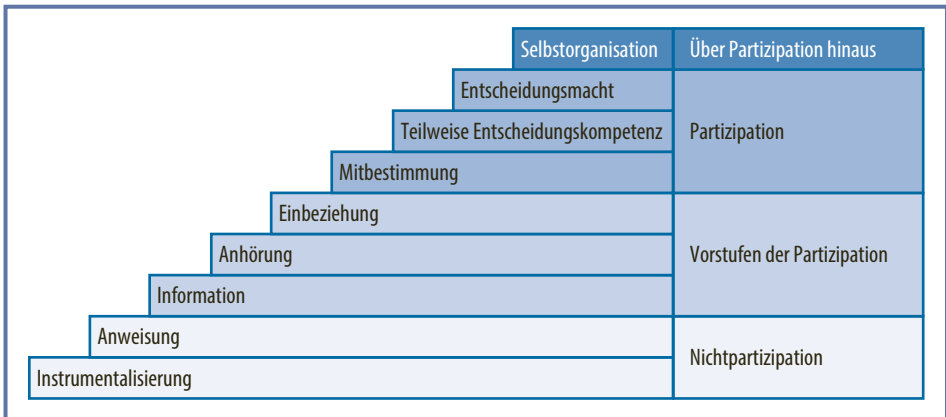 Selbstorganisation Über Partizipation hinaus
Entscheidungsmacht
Teilweise Entscheidungskompetenz Partizipation
Mitbestimmung
Einbeziehung
Anhörung Vorstufen der Partizipation
Information
Anweisung
Nichtpartizipation
Instrumentalisierung